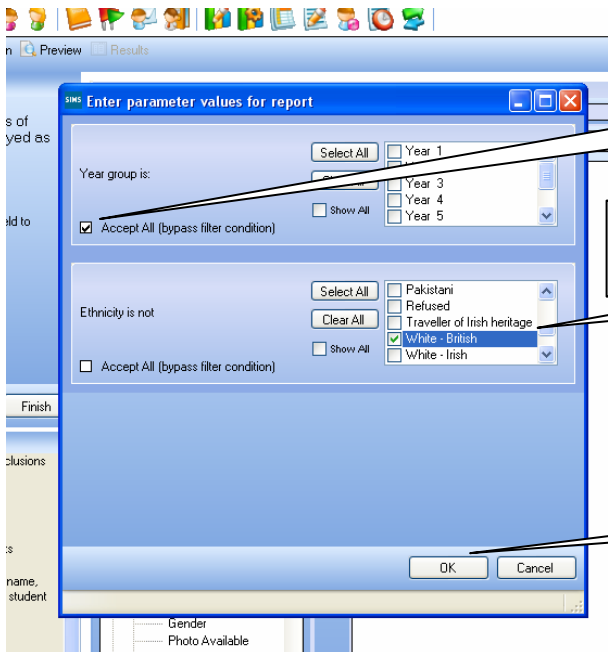 n Preview Results
SIMS Enter parameter values for report
s of
yed as
eld to
Year group is:
Select All
Show All
Year 1
Year 3
Year 4
Year 5
Accept All (bypass filter condition)
Ethnicity is not
Select All
Clear All
Show All
Pakistani
Refused
Traveller of Irish heritage
White - British
White - Irish
Accept All (bypass filter condition)
Finish
clusions
s
name,
student
OK Cancel
Gender
Photo Available